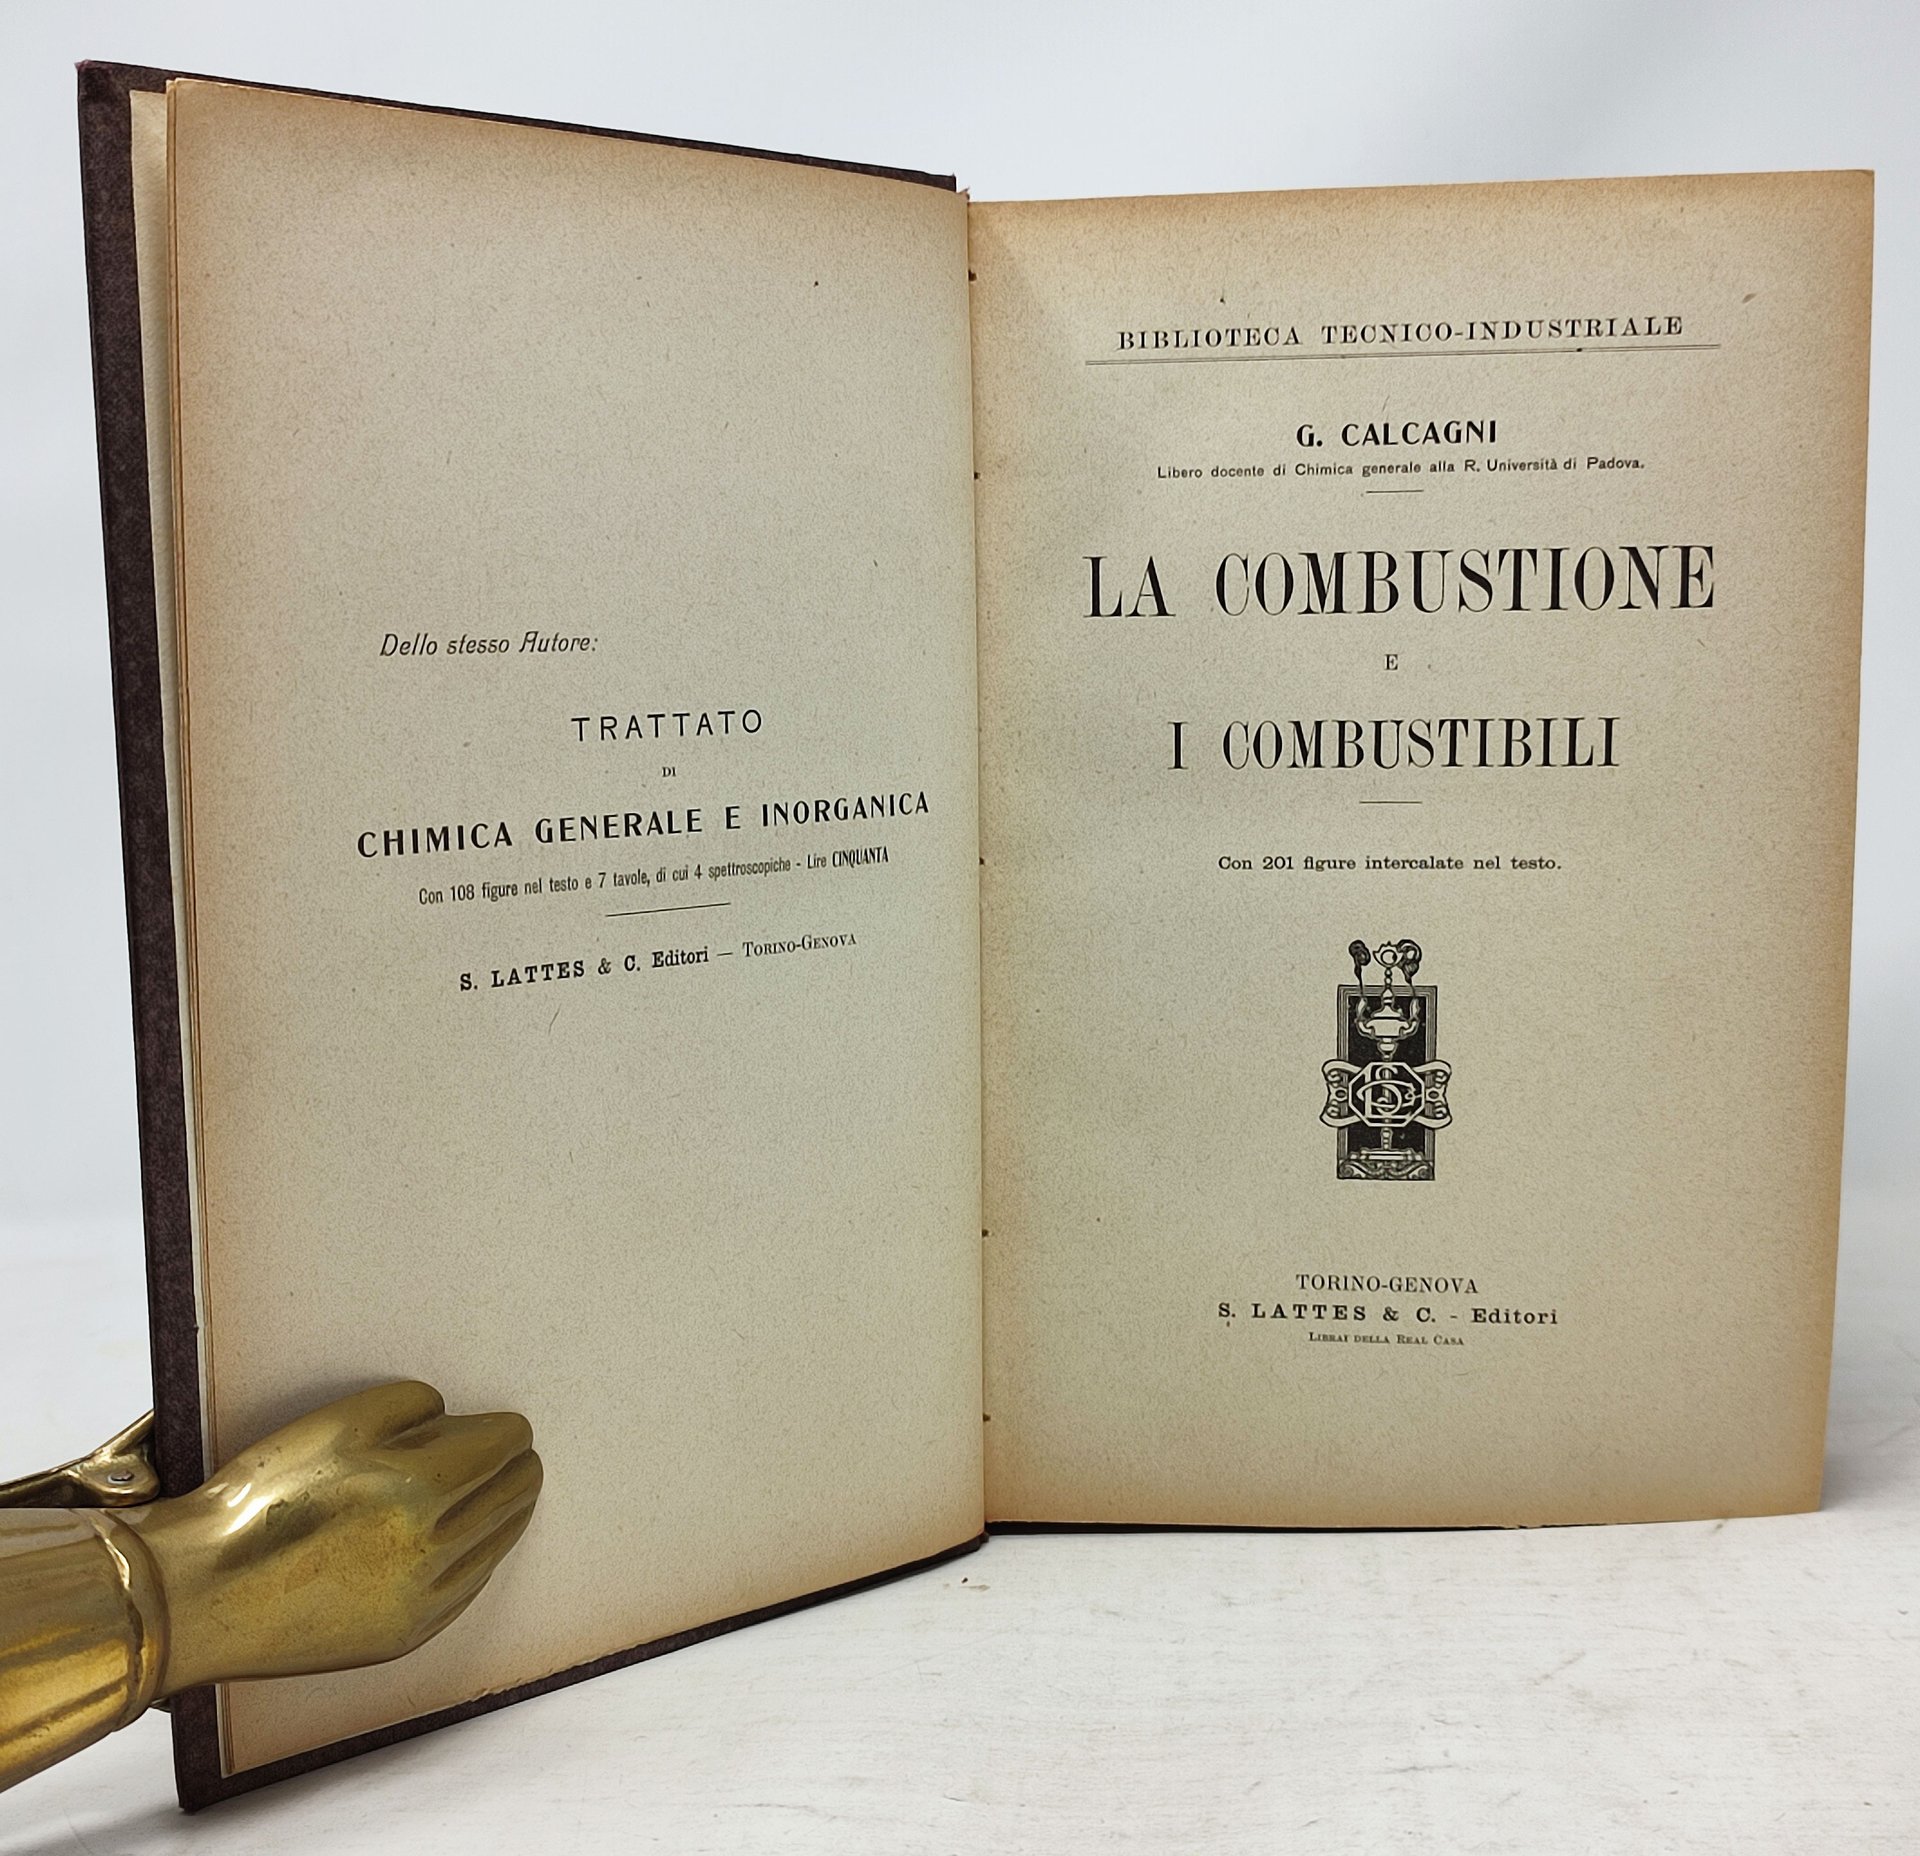 Dello stesso Autore:
TRATTATO
DI
CHIMICA GENERALE E INORGANICA
Con 108 figure nel testo e 7 tavole, di cui 4 spettroscopiche - Lire CINQUANTA
S. LATTES & C. Editori — TORINO-GENOVA
BIBLIOTECA TECNICO-INDUSTRIALE
G. CALCAGNI
Libero docente di Chimica generale alla R. Università di Padova.
LA COMBUSTIONE
E
I COMBUSTIBILI
Con 201 figure intercalate nel testo.
TORINO-GENOVA
S. LATTES & C. - Editori
LIBRAI DELLA REAL CASA